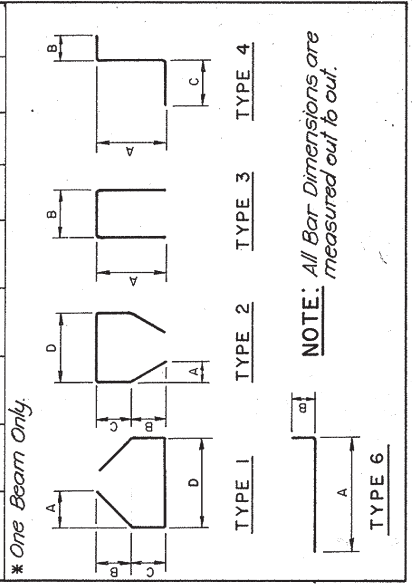 *One Beam Only.
A
B
C
D
TYPE 1
D
C
B
A
TYPE 2
B
A
TYPE 3
B
A
C
TYPE 4
A
B
TYPE 6
NOTE: All Bar Dimensions are
measured out to out.